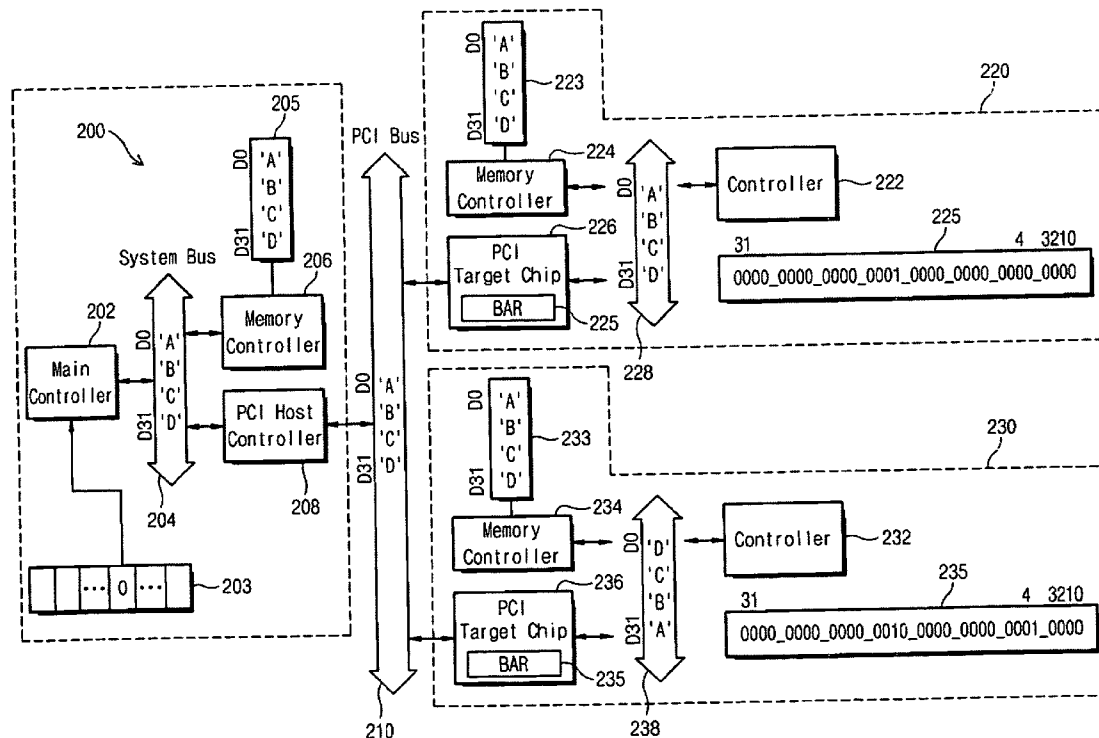 200
205
D0
D31
'A'
'B'
'C'
'D'
System Bus
206
Memory
Controller
202
Main
Controller
D0
D31
'A'
'B'
'C'
'D'
PCI Host
Controller
204
208
... 0 ...
203
PCI Bus
D0
D31
'A'
'B'
'C'
'D'
210
D0
D31
'A'
'B'
'C'
'D'
223
220
224
Memory
Controller
D0
D31
'A'
'B'
'C'
'D'
Controller
222
226
PCI
Target Chip
BAR
225
228
225
31 4 3210
0000_0000_0000_0001_0000_0000_0000_0000
D0
D31
'A'
'B'
'C'
'D'
233
230
234
Memory
Controller
D0
D31
'D'
'C'
'B'
'A'
Controller
232
236
PCI
Target Chip
BAR
235
238
235
31 4 3210
0000_0000_0000_0010_0000_0000_0001_0000